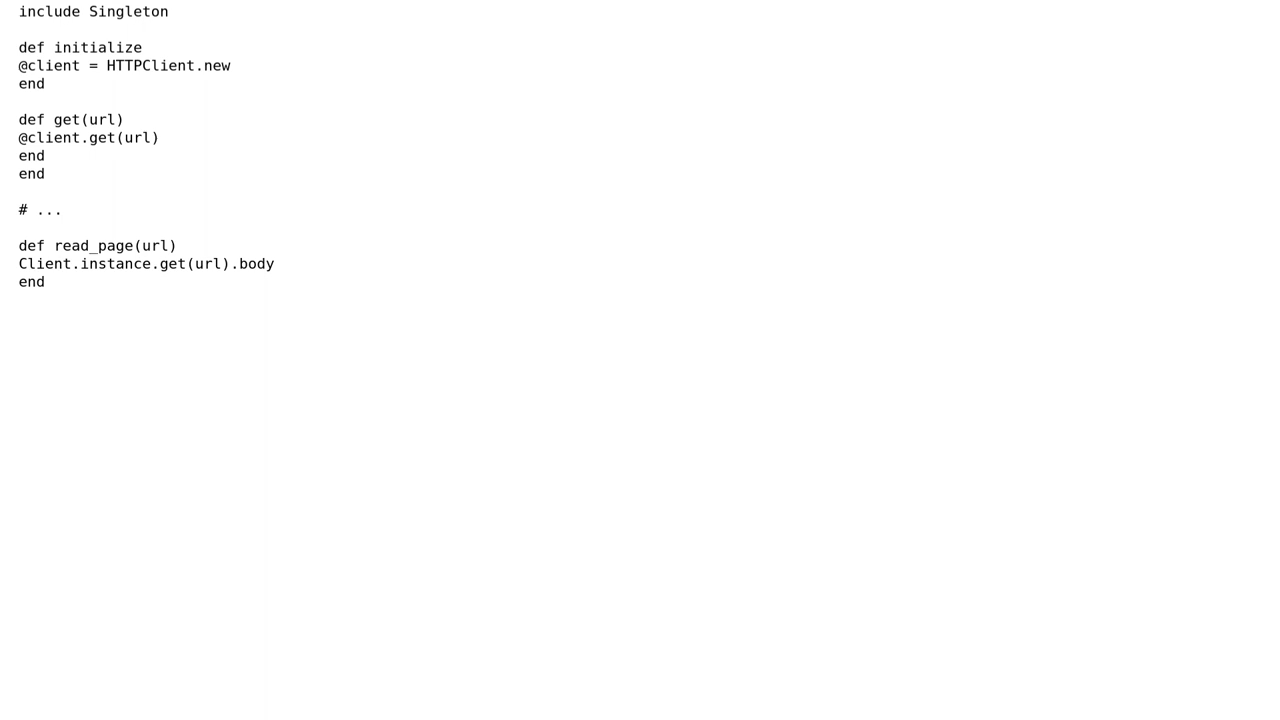 include Singleton

def initialize
@client = HTTPClient.new
end

def get(url)
@client.get(url)
end
end

# ...

def read_page(url)
Client.instance.get(url).body
end